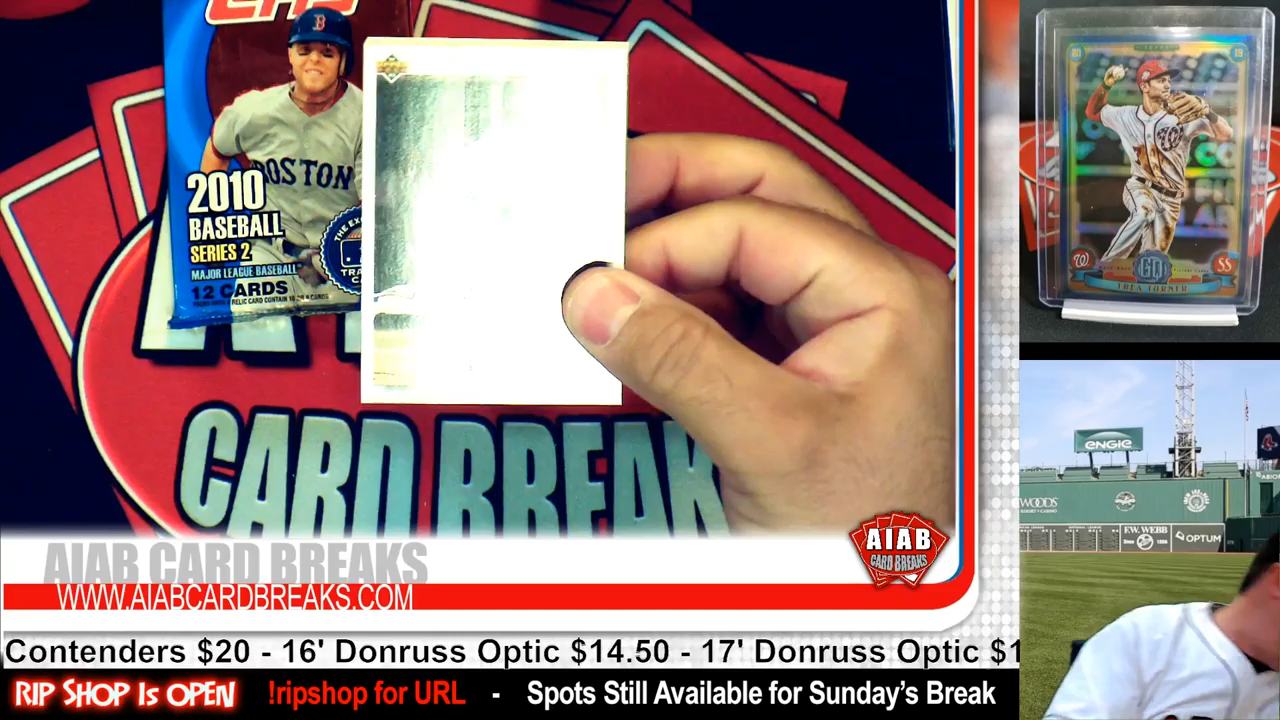 BOSTON
2010
BASEBALL
SERIES 2
MAJOR LEAGUE BASEBALL
12 CARDS
CARD BREAK
TREA TURNER
SS
W
GQ
ENGIE
F.W. WEBB
OPTUM
AIAB
CARD BREAKS
AIAB CARD BREAKS
WWW.AIABCARDBREAKS.COM
Contenders $20 - 16' Donruss Optic $14.50 - 17' Donruss Optic $1
RIP SHOP IS OPEN !ripshop for URL - Spots Still Available for Sunday's Break